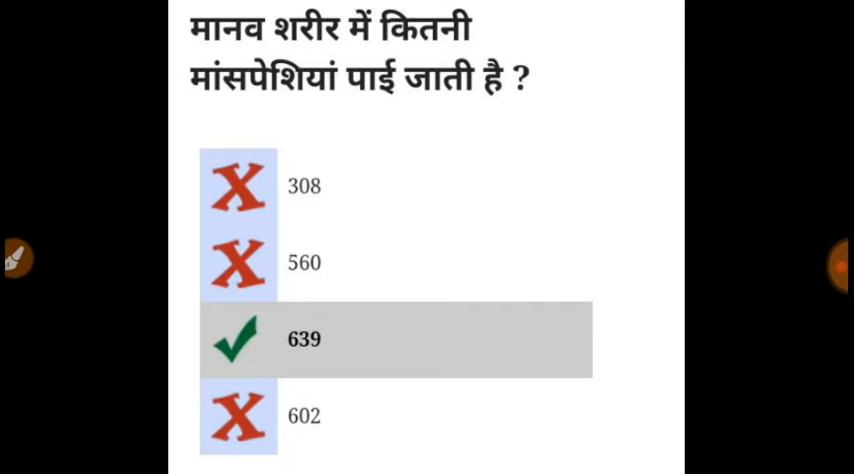 मानव शरीर में कितनी
मांसपेशियां पाई जाती है ?
308
560
639
602